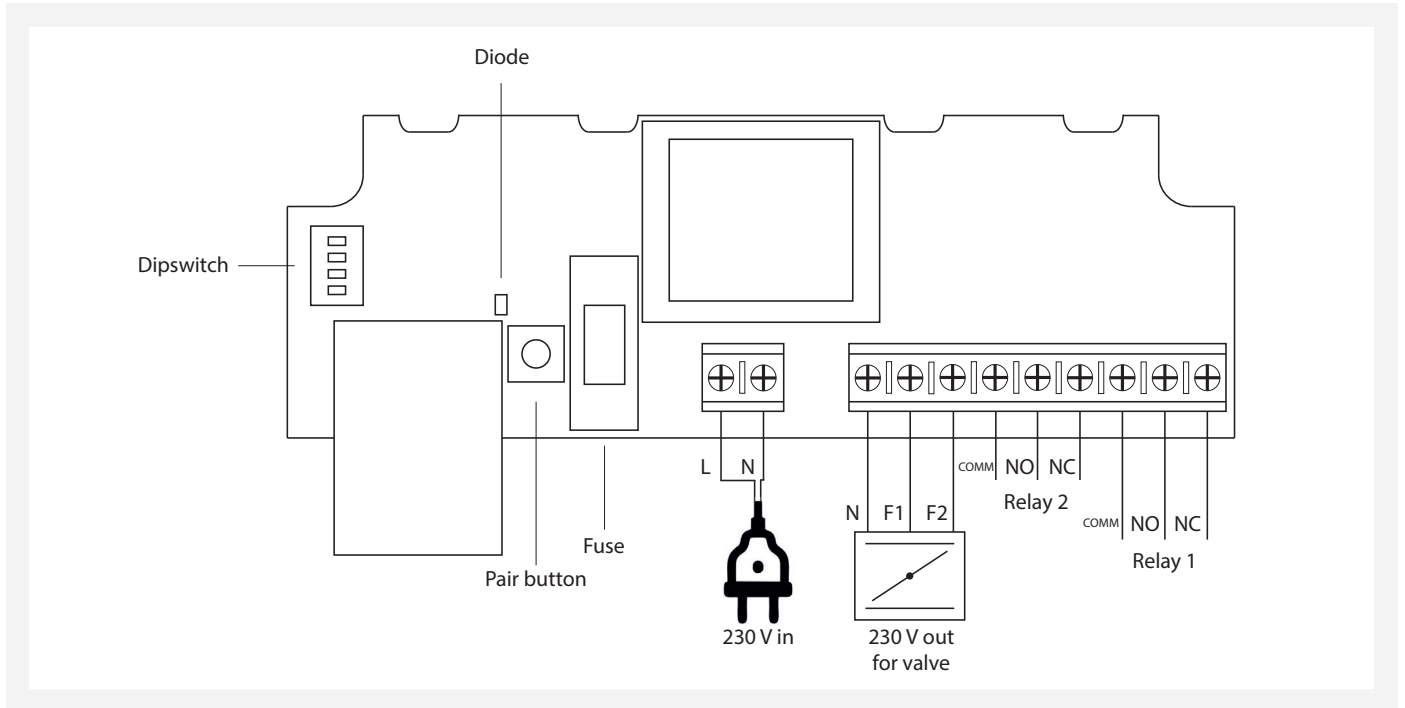 Diode
Dipswitch
L N
COMM NO NC
Relay 2
N F1 F2
COMM NO NC
Relay 1
Fuse
Pair button
230 V in
230 V out
for valve